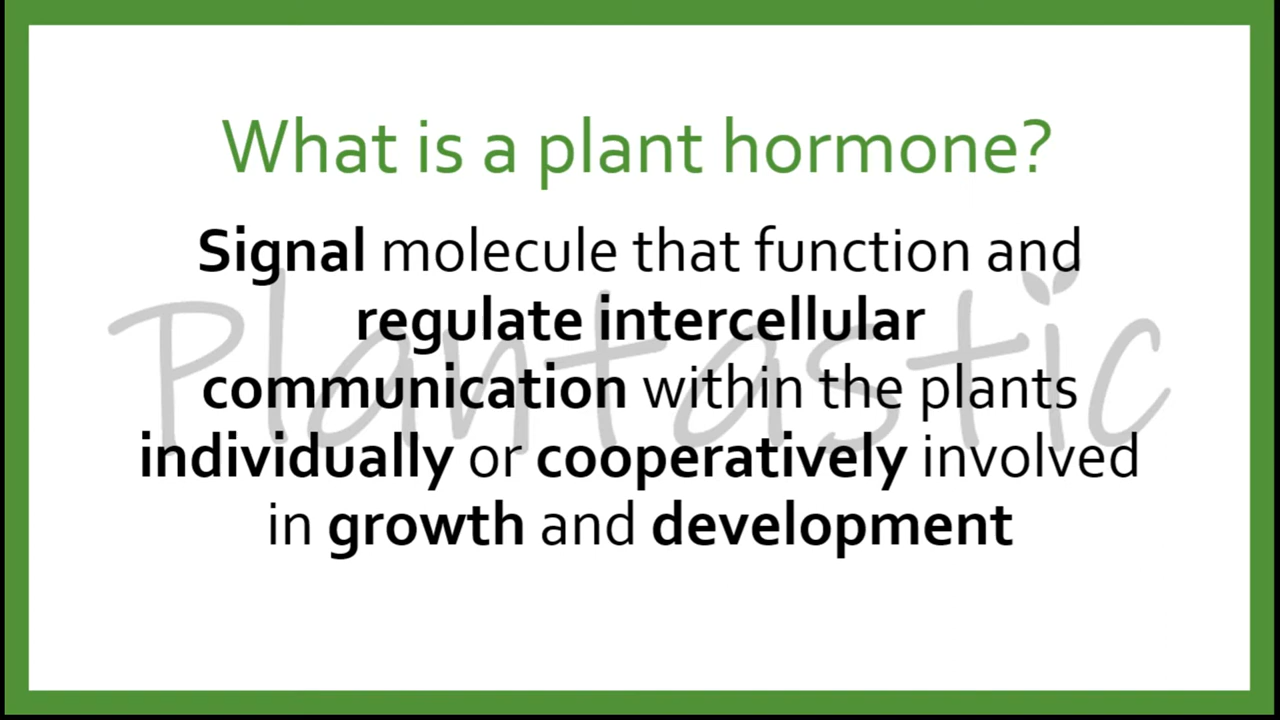 What is a plant hormone?
Signal molecule that function and
regulate intercellular
communication within the plants
individually or cooperatively involved
in growth and development
Plantastic